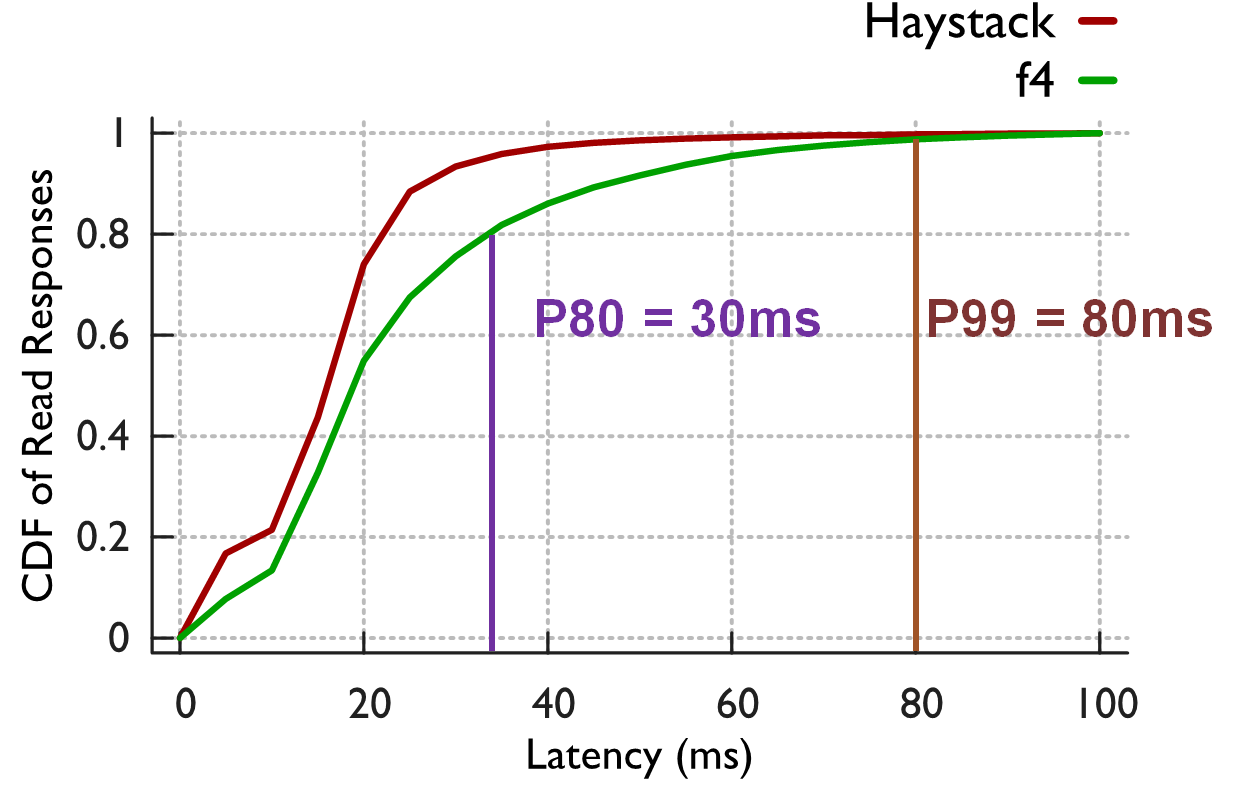 Haystack
f4
CDF of Read Responses
1
0.8
0.6
0.4
0.2
0
P80 = 30ms
P99 = 80ms
0 20 40 60 80 100
Latency (ms)